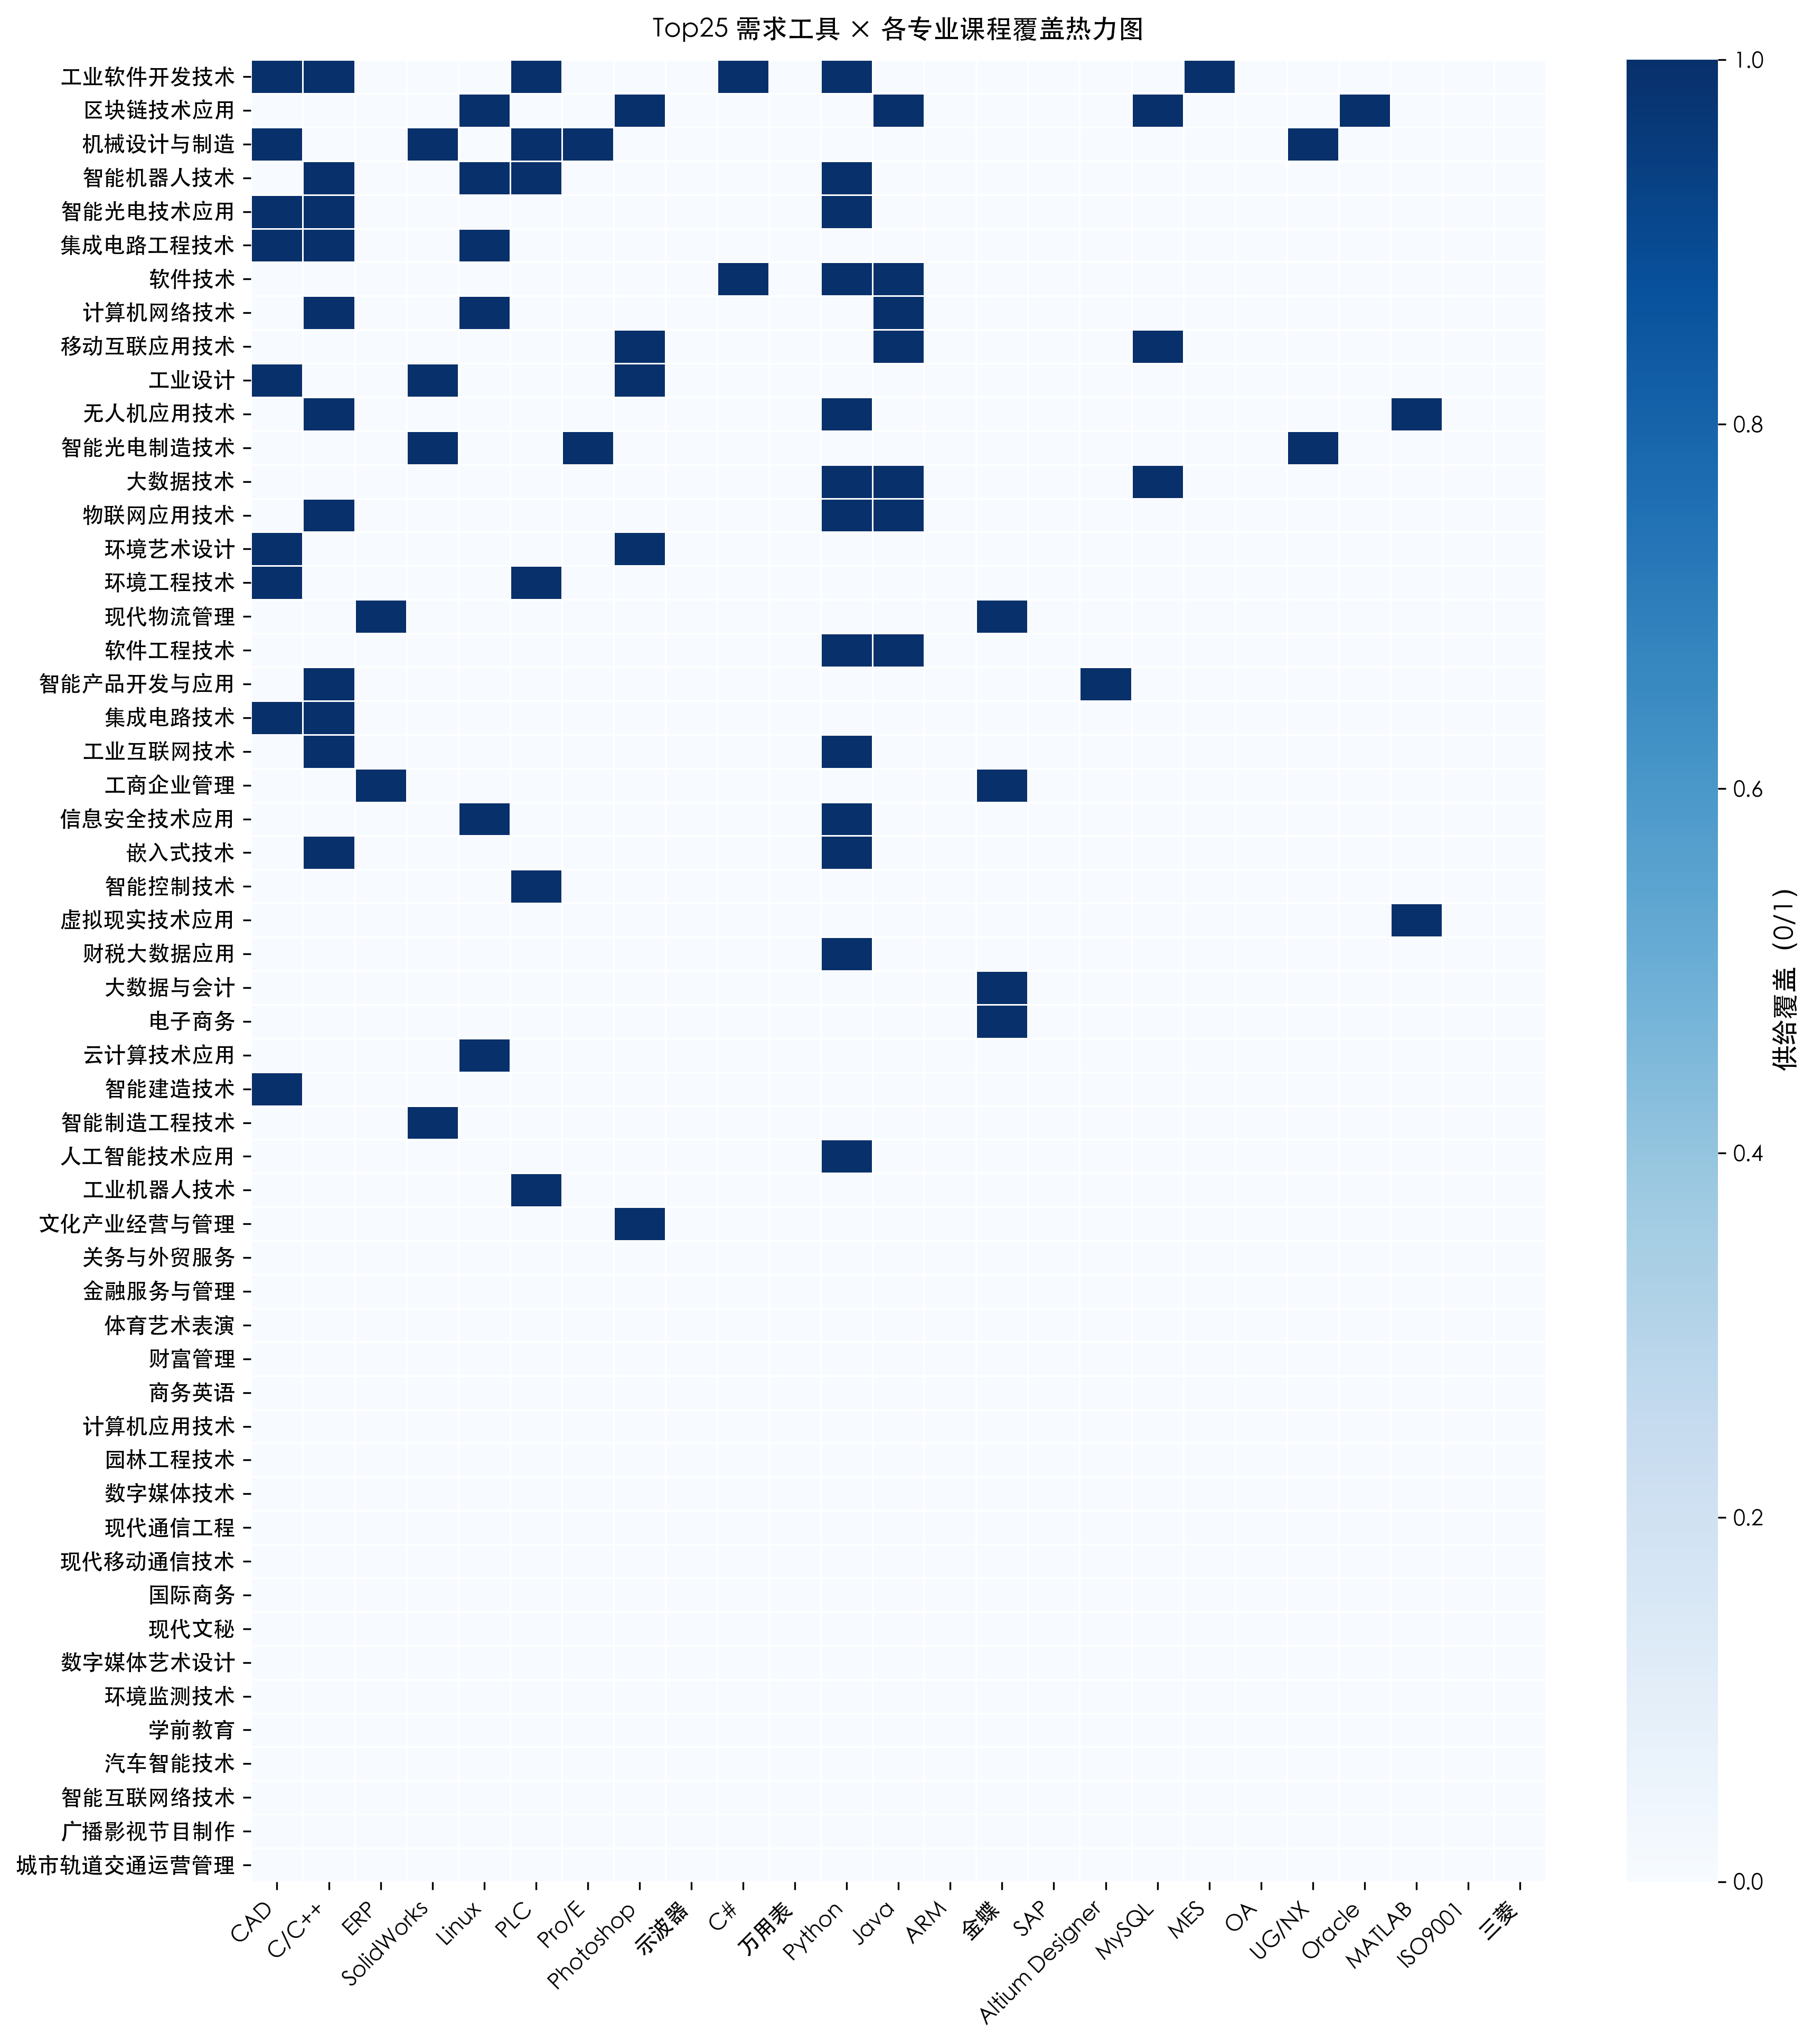 Top25 需求工具 × 各专业课程覆盖热力图
工业软件开发技术
区块链技术应用
机械设计与制造
智能机器人技术
智能光电技术应用
集成电路工程技术
软件技术
计算机网络技术
移动互联应用技术
工业设计
无人机应用技术
智能光电制造技术
大数据技术
物联网应用技术
环境艺术设计
环境工程技术
现代物流管理
软件工程技术
智能产品开发与应用
集成电路技术
工业互联网技术
工商企业管理
信息安全技术应用
嵌入式技术
智能控制技术
虚拟现实技术应用
财税大数据应用
大数据与会计
电子商务
云计算技术应用
智能建造技术
智能制造工程技术
人工智能技术应用
工业机器人技术
文化产业经营与管理
关务与外贸服务
金融服务与管理
体育艺术表演
财富管理
商务英语
计算机应用技术
园林工程技术
数字媒体技术
现代通信工程
现代移动通信技术
国际商务
现代文秘
数字媒体艺术设计
环境监测技术
学前教育
汽车智能技术
智能互联网络技术
广播影视节目制作
城市轨道交通运营管理
CAD
C/C++
ERP
SolidWorks
Linux
PLC
Pro/E
Photoshop
示波器
C#
万用表
Python
Java
ARM
金蝶
SAP
Altium Designer
MySQL
MES
OA
UG/NX
Oracle
MATLAB
ISO9001
三菱
1.0
0.8
0.6
0.4
0.2
0.0
供给覆盖（0/1）